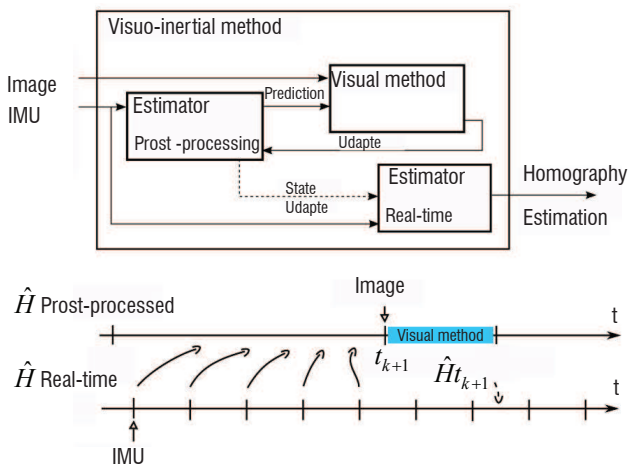 Visuo-inertial method
Image
IMU
Visual method
Prediction
Estimator
Prost -processing
Udapte
State
Udapte
Estimator
Real-time
Homography
Estimation
Image
Ĥ Prost-processed
t
Visual method
t_{k+1}
Ĥt_{k+1}
Ĥ Real-time
t
IMU